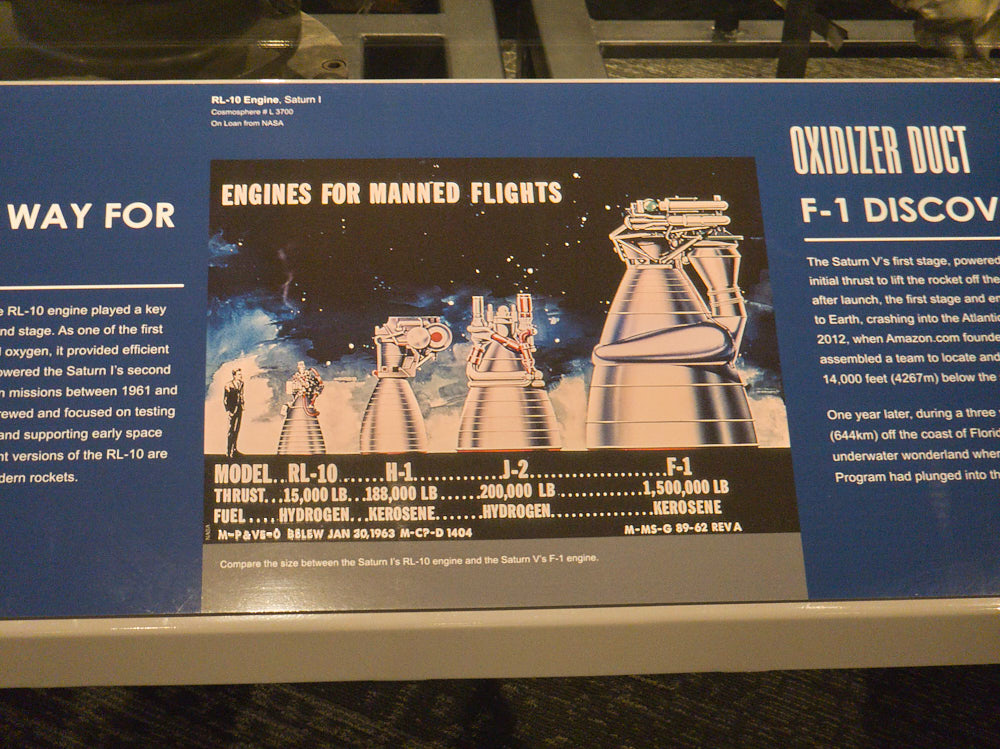 RL-10 Engine, Saturn I
Cosmosphere # L 3700
On Loan from NASA
WAY FOR
RL-10 engine played a key
nd stage. As one of the first
oxygen, it provided efficient
owered the Saturn I's second
missions between 1961 and
rewed and focused on testing
and supporting early space
nt versions of the RL-10 are
dern rockets.
ENGINES FOR MANNED FLIGHTS
MODEL...RL-10......H-1............J-2..................F-1
THRUST...15,000 LB...188,000 LB......200,000 LB.............1,500,000 LB
FUEL....HYDROGEN...KEROSENE.......HYDROGEN...............KEROSENE
NASA
JAN 30,1963 M-CP-D 1404
M-MS-G 89-62 REV A
Compare the size between the Saturn I's RL-10 engine and the Saturn V's F-1 engine.
OXIDIZER DUCT
F-1 DISCOV
The Saturn V's first stage, powered
initial thrust to lift the rocket off the
after launch, the first stage and en
to Earth, crashing into the Atlantic
2012, when Amazon.com founde
assembled a team to locate and
14,000 feet (4267m) below the
One year later, during a three
(644km) off the coast of Flori
underwater wonderland wher
Program had plunged into th